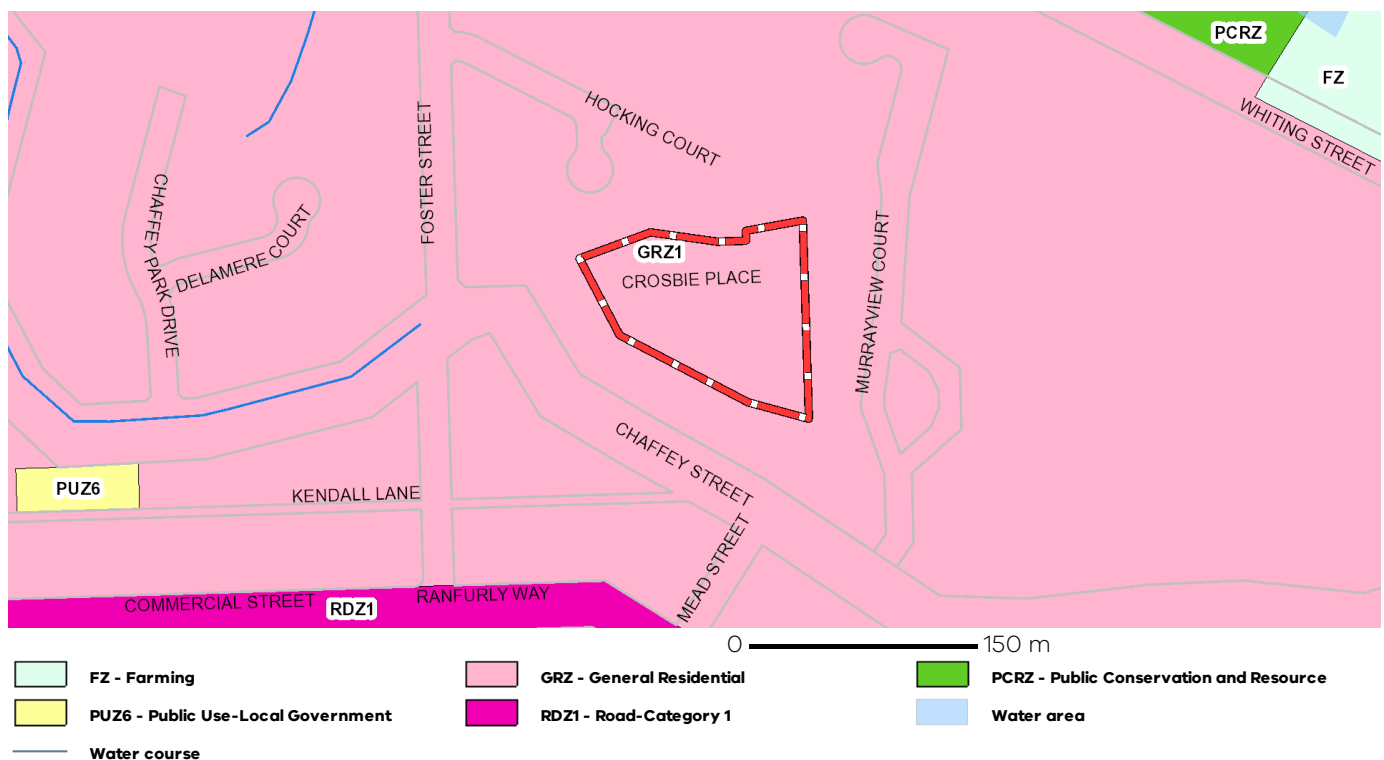 PCRZ
FZ
WHITING STREET
HOCKING COURT
FOSTER STREET
CHAFFEY PARK DRIVE
DELAMERE COURT
GRZ1
CROSBIE PLACE
MURRAYVIEW COURT
CHAFFEY STREET
PUZ6
KENDALL LANE
MEAD STREET
COMMERCIAL STREET
RDZ1
RANFURLY WAY
0 150 m
FZ - Farming
GRZ - General Residential
PCRZ - Public Conservation and Resource
PUZ6 - Public Use-Local Government
RDZ1 - Road-Category 1
Water area
Water course